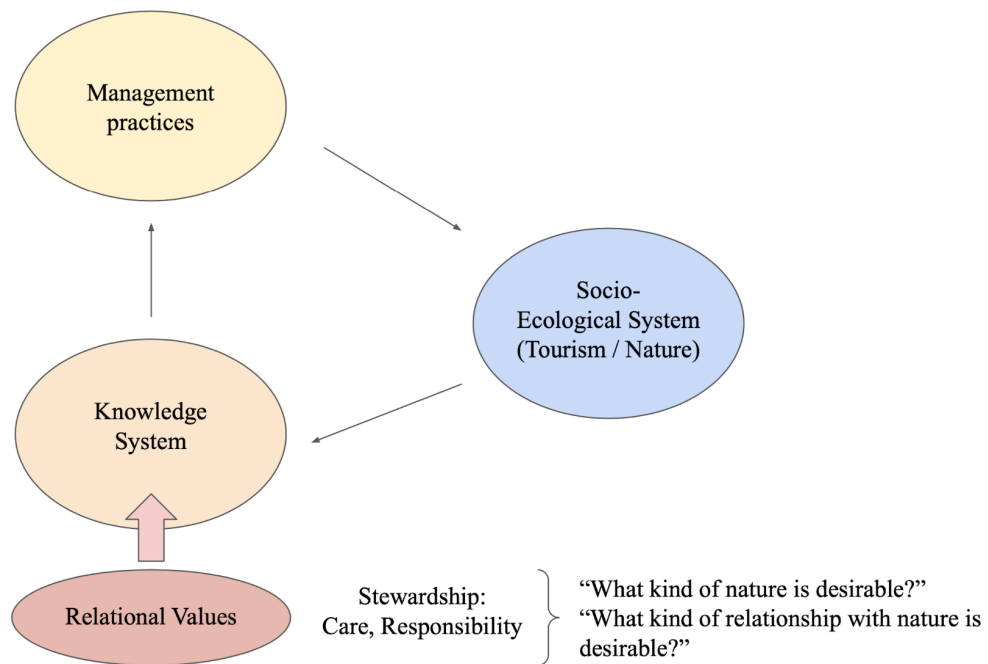 Management
practices
Socio-
Ecological System
(Tourism / Nature)
Knowledge
System
Relational Values
Stewardship:
Care, Responsibility
“What kind of nature is desirable?”
“What kind of relationship with nature is
desirable?”